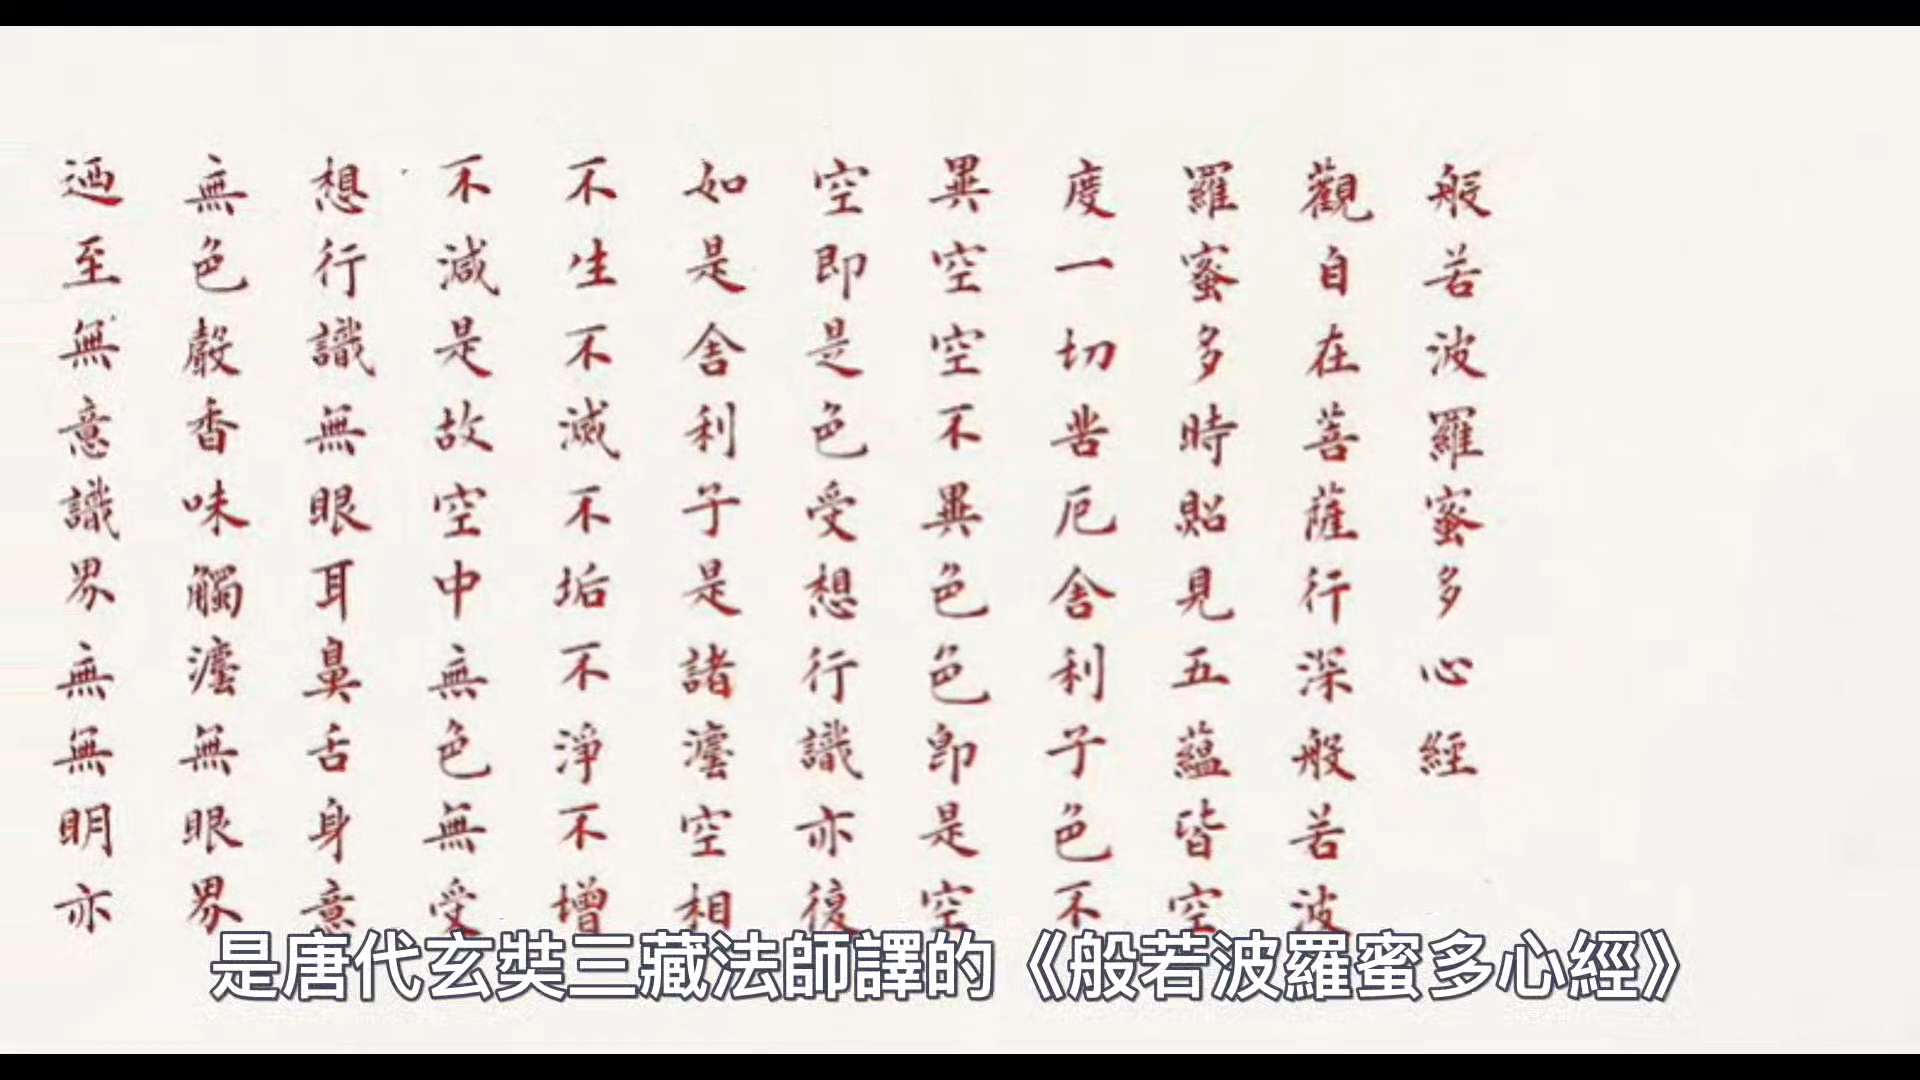 般若波羅蜜多心經
觀自在菩薩行深般若波
羅蜜多時照見五蘊皆空
度一切苦厄舍利子色不
異空空不異色色即是空
空即是色受想行識亦復
如是舍利子是諸法空相
不生不滅不垢不淨不增
不減是故空中無色無受
想行識無眼耳鼻舌身意
無色聲香味觸法無眼界
迺至無意識界無無明亦
是唐代玄奘三藏法師譯的《般若波羅蜜多心經》